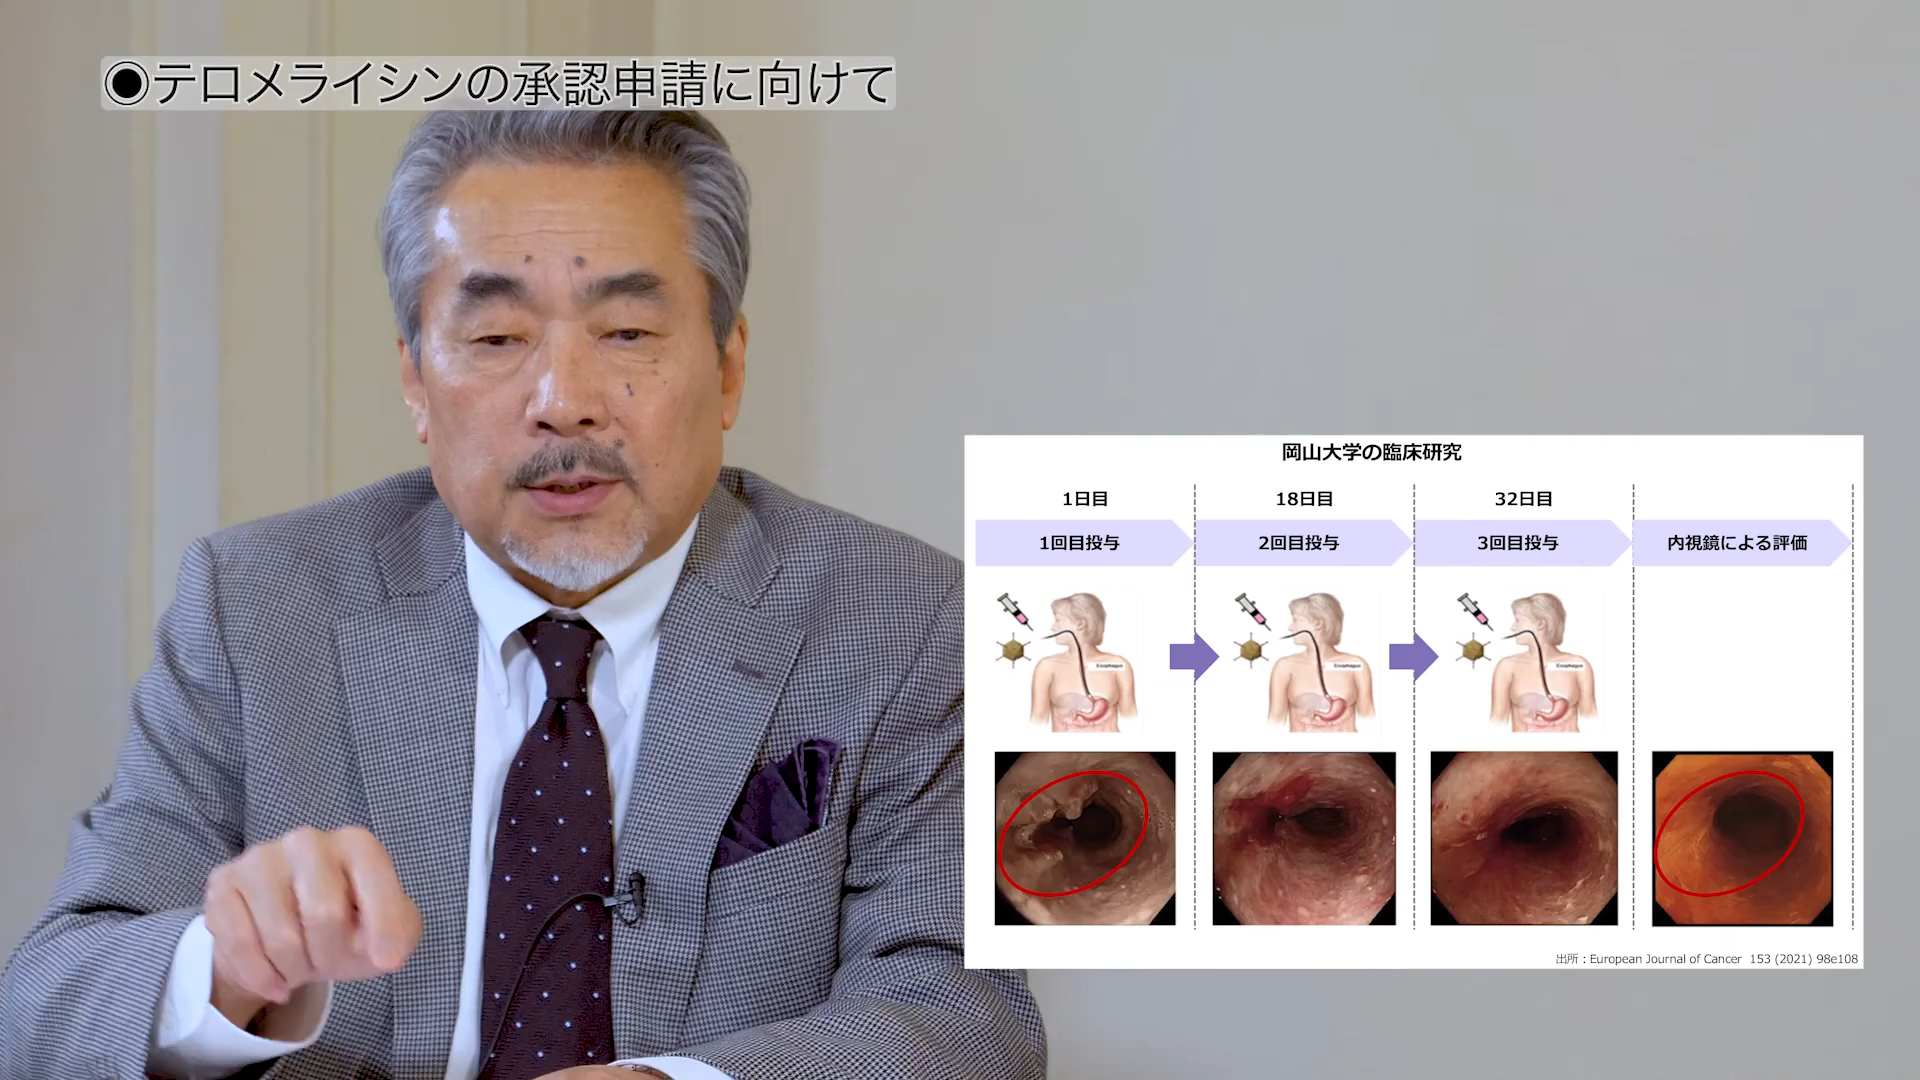 ◉テロメライシンの承認申請に向けて
岡山大学の臨床研究
1日目
18日目
32日目
1回目投与
2回目投与
3回目投与
内視鏡による評価
Esophagus
Esophagus
Esophagus
出所：European Journal of Cancer 153 (2021) 98e108